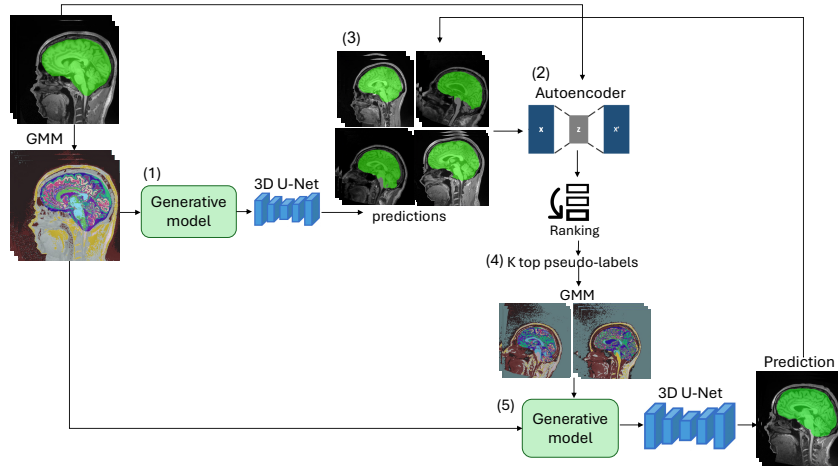 (3)
(2)
Autoencoder
x
z
x'
GMM
(1)
Generative
model
3D U-Net
predictions
Ranking
(4) K top pseudo-labels
GMM
Prediction
(5)
Generative
model
3D U-Net